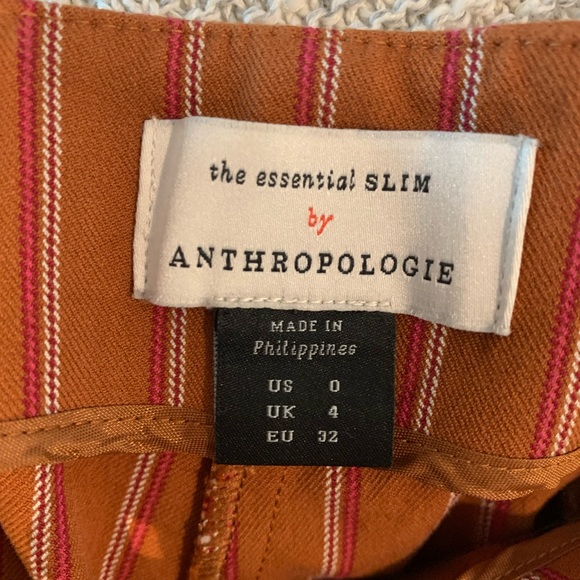 the essential SLIM
by
ANTHROPOLOGIE
MADE IN
Philippines
US 0
UK 4
EU 32